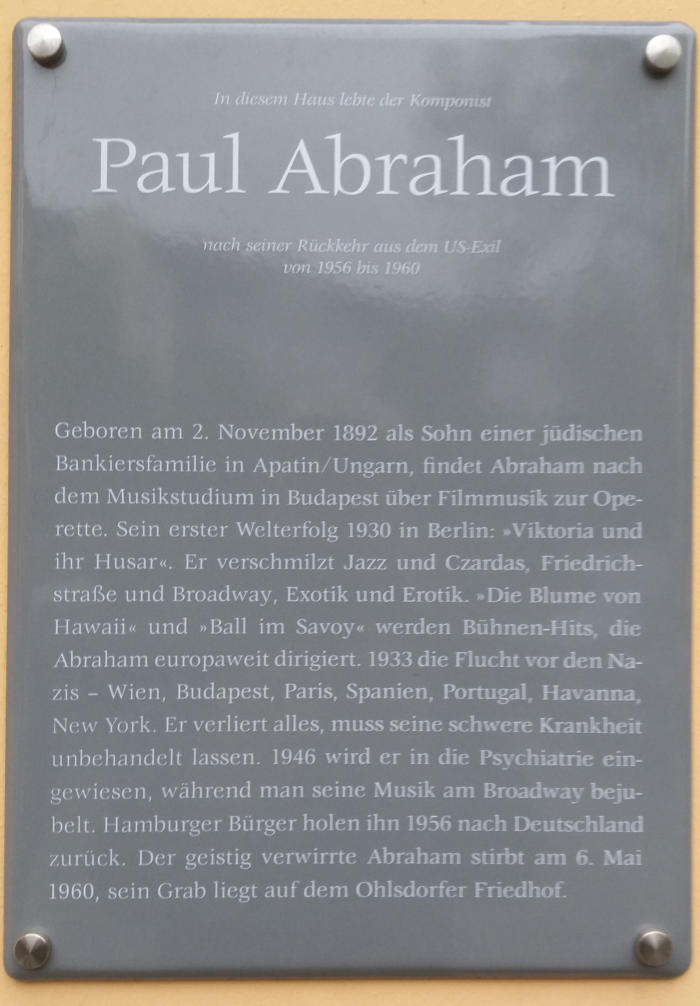 In diesem Haus lebte der Komponist
Paul Abraham
nach seiner Rückkehr aus dem US-Exil
von 1956 bis 1960
Geboren am 2. November 1892 als Sohn einer jüdischen
Bankiersfamilie in Apatin/Ungarn, findet Abraham nach
dem Musikstudium in Budapest über Filmmusik zur Ope-
rette. Sein erster Welterfolg 1930 in Berlin: »Viktoria und
ihr Husar«. Er verschmilzt Jazz und Czardas, Friedrich-
straße und Broadway, Exotik und Erotik. »Die Blume von
Hawaii« und »Ball im Savoy« werden Bühnen-Hits, die
Abraham europaweit dirigiert. 1933 die Flucht vor den Na-
zis – Wien, Budapest, Paris, Spanien, Portugal, Havanna,
New York. Er verliert alles, muss seine schwere Krankheit
unbehandelt lassen. 1946 wird er in die Psychiatrie ein-
gewiesen, während man seine Musik am Broadway beju-
belt. Hamburger Bürger holen ihn 1956 nach Deutschland
zurück. Der geistig verwirrte Abraham stirbt am 6. Mai
1960, sein Grab liegt auf dem Ohlsdorfer Friedhof.